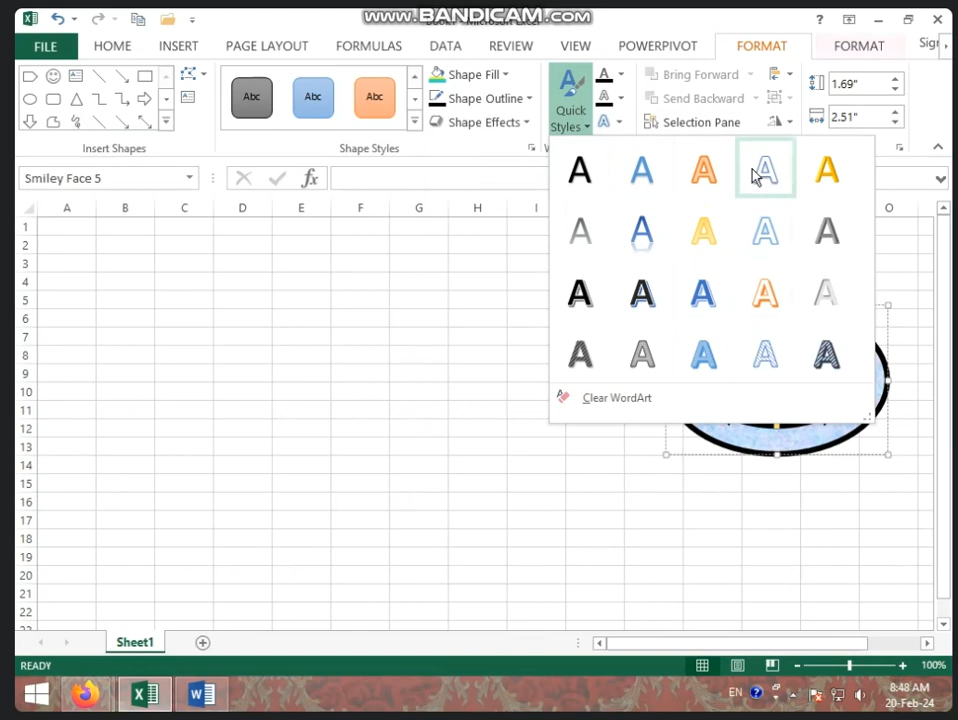 www.BANDICAM.com
FILE HOME INSERT PAGE LAYOUT FORMULAS DATA REVIEW VIEW POWERPIVOT FORMAT FORMAT Sign
Shape Fill
Shape Outline
Shape Effects
Abc Abc Abc
Quick
Styles
Bring Forward
Send Backward
Selection Pane
1.69"
2.51"
Insert Shapes
Shape Styles
Smiley Face 5
fx
A B C D E F G H I O
A A A A A
A A A A A
A A A A A
A A A A A
Clear WordArt
1
2
3
4
5
6
7
8
9
10
11
12
13
14
15
16
17
18
19
20
21
22
Sheet1
READY
100%
EN
8:48 AM
20-Feb-24